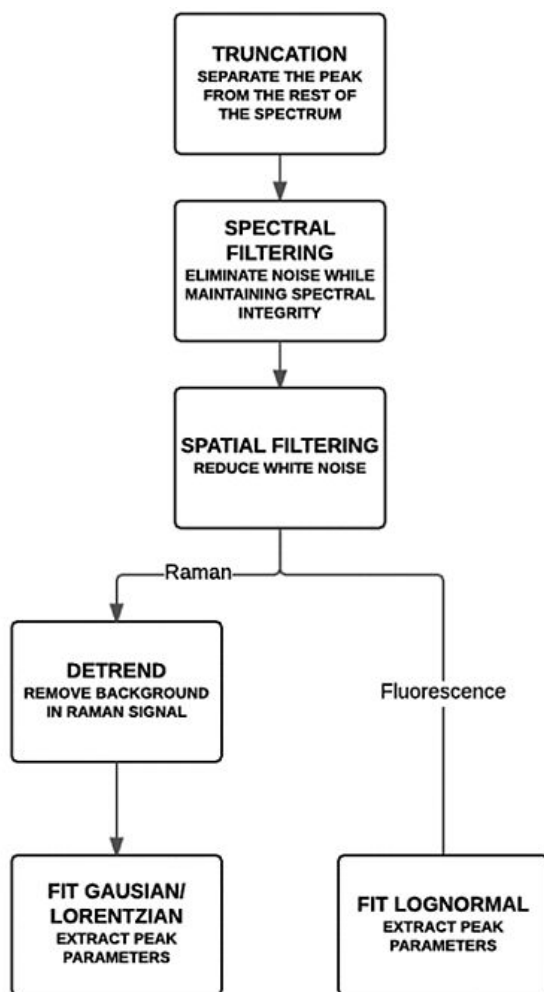 TRUNCATION
SEPARATE THE PEAK
FROM THE REST OF
THE SPECTRUM
SPECTRAL
FILTERING
ELIMINATE NOISE WHILE
MAINTAINING SPECTRAL
INTEGRITY
SPATIAL FILTERING
REDUCE WHITE NOISE
Raman
DETREND
REMOVE BACKGROUND
IN RAMAN SIGNAL
Fluorescence
FIT GAUSIAN/
LORENTZIAN
EXTRACT PEAK
PARAMETERS
FIT LOGNORMAL
EXTRACT PEAK
PARAMETERS